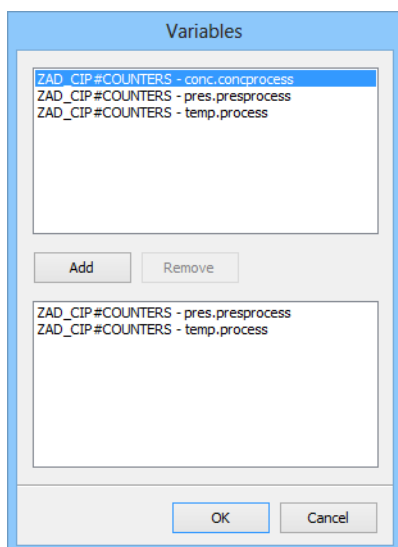 Variables
ZAD_CIP#COUNTERS - conc.concprocess
ZAD_CIP#COUNTERS - pres.presprocess
ZAD_CIP#COUNTERS - temp.process
Add Remove
ZAD_CIP#COUNTERS - pres.presprocess
ZAD_CIP#COUNTERS - temp.process
OK Cancel